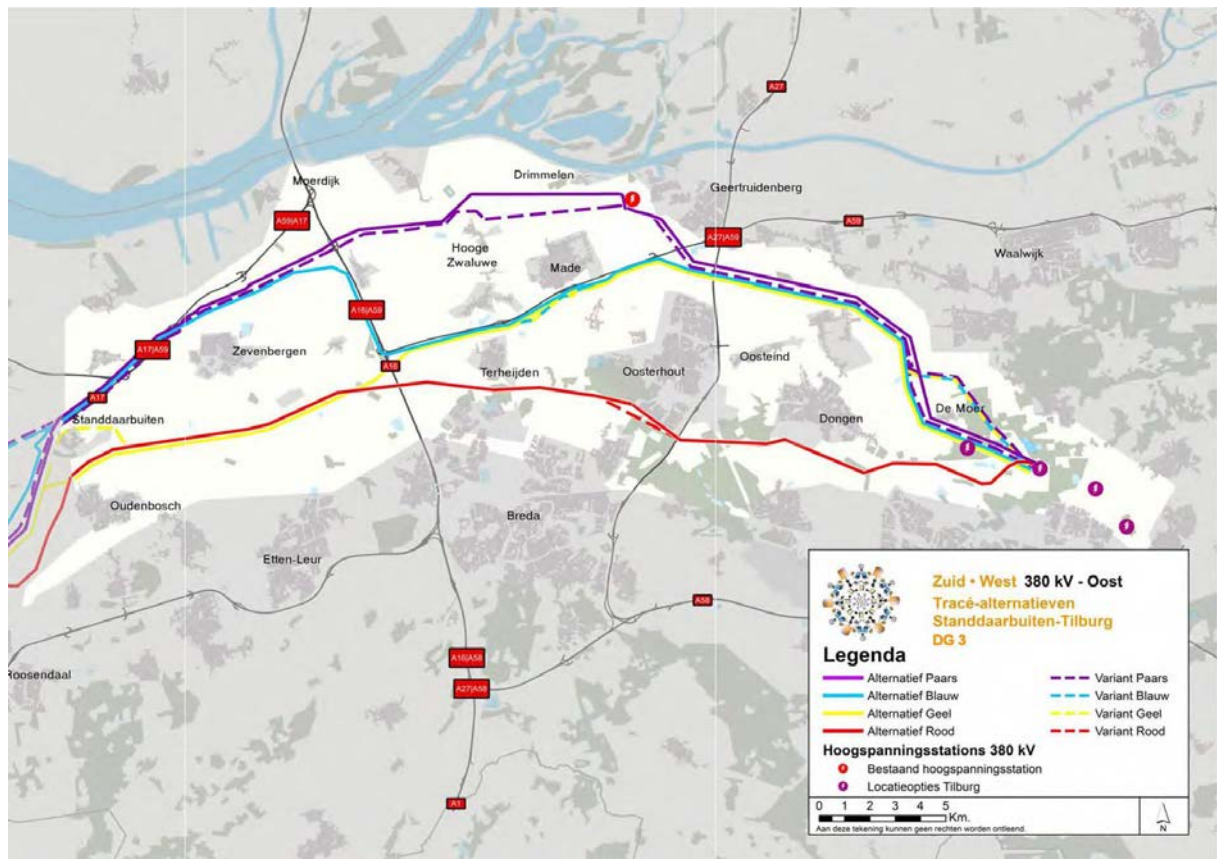 A27
Drimmelen
Moerdijk
Geertruidenberg
A59|A17
A59
A27|A59
Waalwijk
Hooge
Zwaluwe
Made
A16|A59
A17|A59
Zevenbergen
A16
Terheijden
Oosterhout
Oosteind
A17
Standdaarbuiten
Dongen
De Moer
Oudenbosch
Breda
Etten-Leur
A58
Roosendaal
A16|A58
A27|A58
A1
Zuid • West 380 kV - Oost
Tracé-alternatieven
Standdaarbuiten-Tilburg
DG 3
Legenda
Alternatief Paars
Variant Paars
Alternatief Blauw
Variant Blauw
Alternatief Geel
Variant Geel
Alternatief Rood
Variant Rood
Hoogspanningsstations 380 kV
Bestaand hoogspanningsstation
Locatieopties Tilburg
0 1 2 3 4 5
Km.
Aan deze tekening kunnen geen rechten worden ontleend.
N